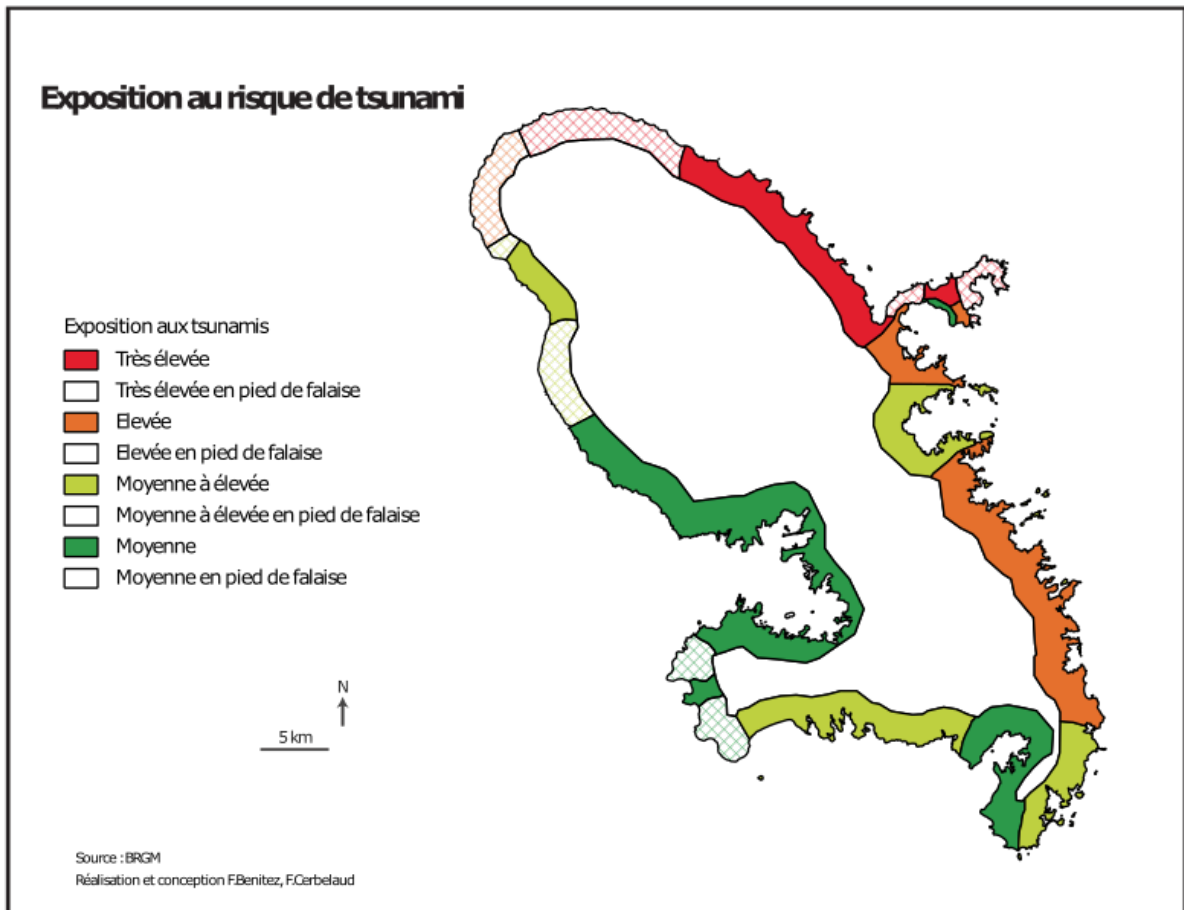 Exposition au risque de tsunami
Exposition aux tsunamis
Très élevée
Très élevée en pied de falaise
Elevée
Elevée en pied de falaise
Moyenne à élevée
Moyenne à élevée en pied de falaise
Moyenne
Moyenne en pied de falaise
N
5 km
Source : BRGM
Réalisation et conception F.Benitez, F.Cerbelaud